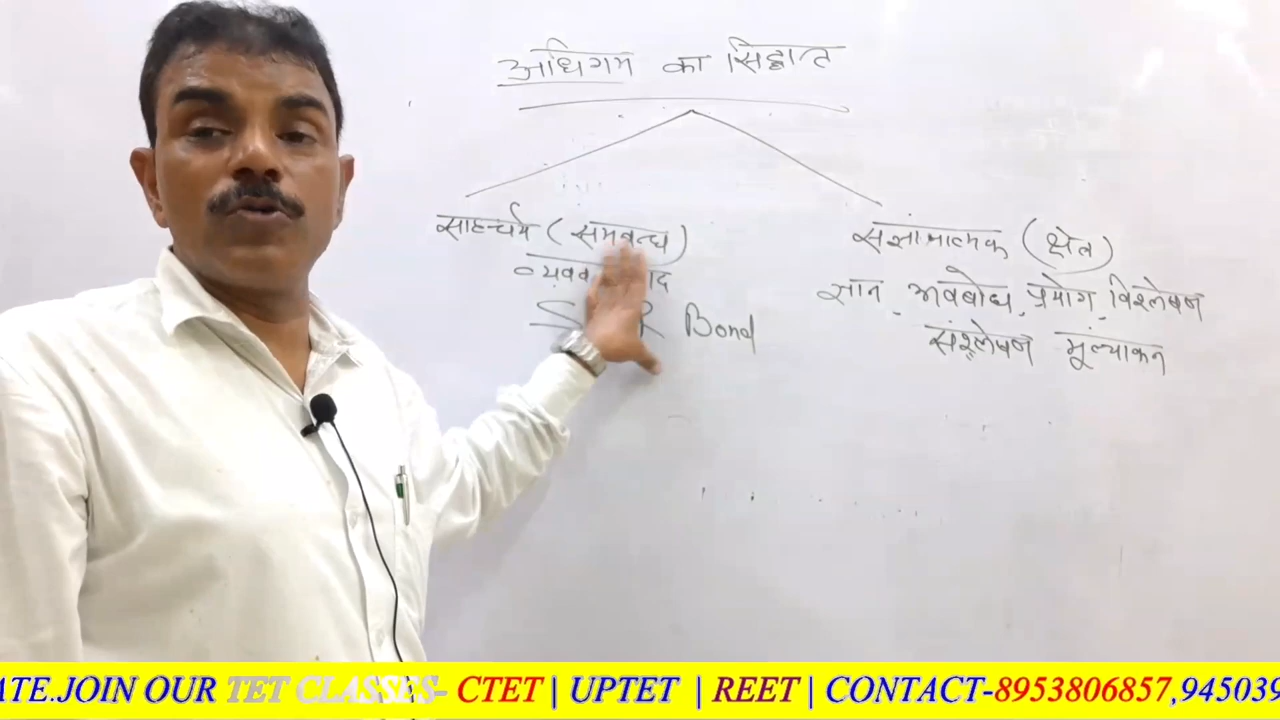 अधिगम का सिद्धान्त
साहचर्य (सम्बन्ध)
संज्ञानात्मक (क्षेत्र)
ज्ञान, अवबोध, प्रयोग, विश्लेषण
संश्लेषण मूल्यांकन
Bond
ATE.JOIN OUR TET CLASSES- CTET | UPTET | REET | CONTACT-8953806857,945039